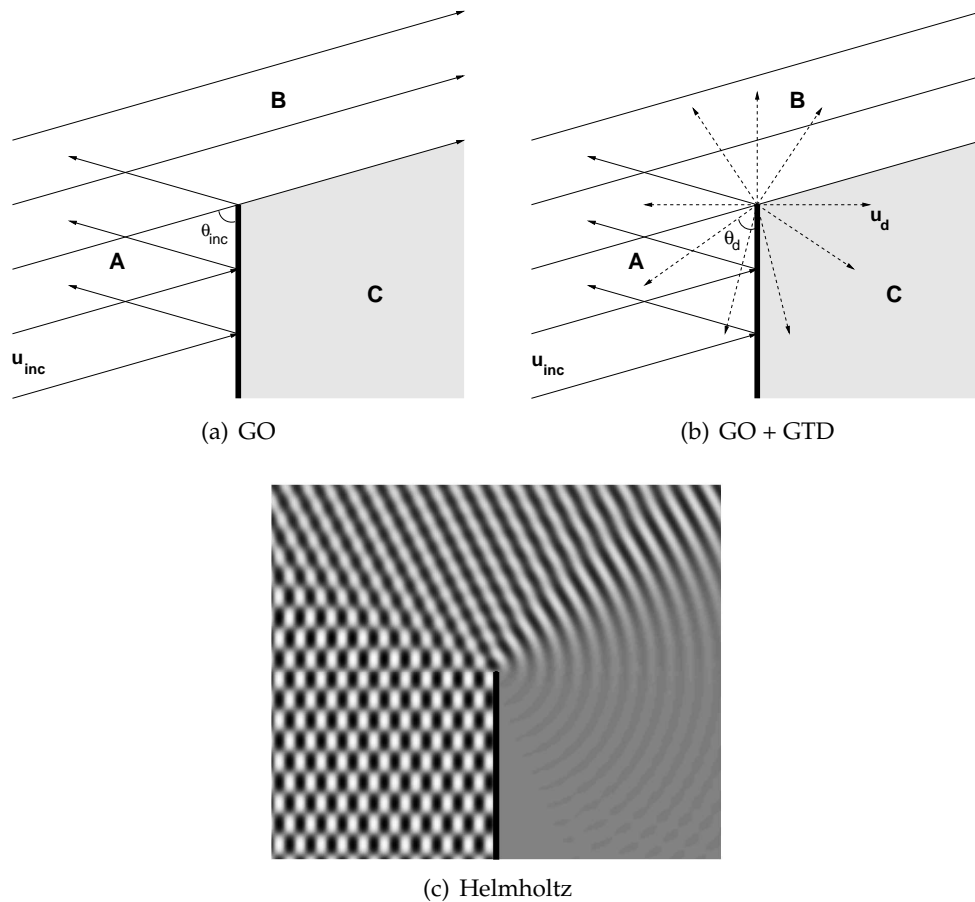 B
θinc
A
C
uinc
(a) GO
B
ud
θd
A
C
uinc
(b) GO + GTD
(c) Helmholtz